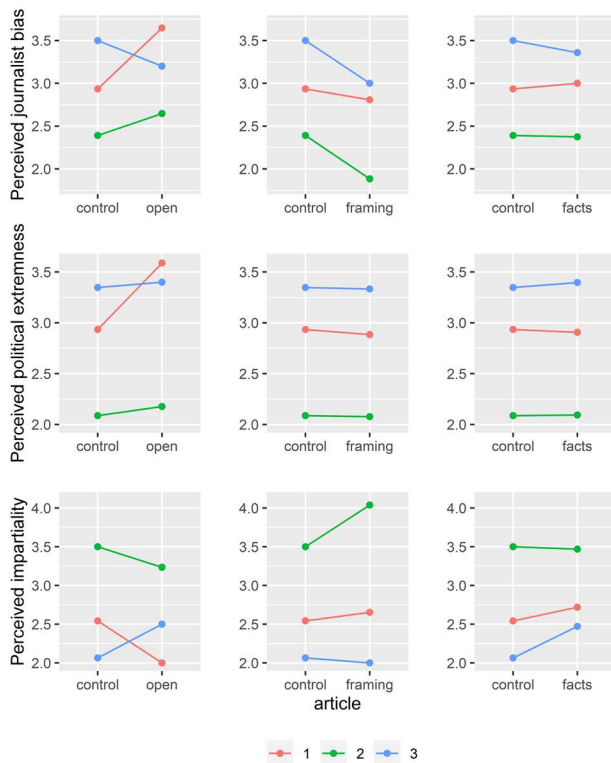 Perceived journalist bias
3.5
3.0
2.5
2.0
control open
control framing
control facts
Perceived political extremness
3.5
3.0
2.5
2.0
control open
control framing
control facts
Perceived impartiality
4.0
3.5
3.0
2.5
2.0
control open
control framing
control facts
article
1 2 3